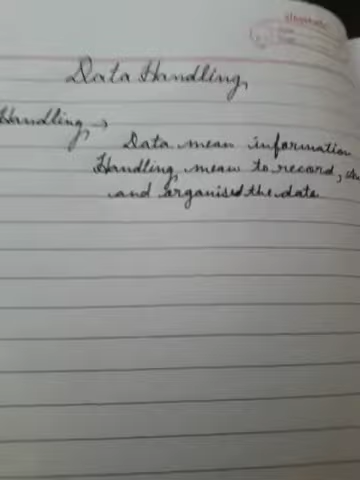 Data Handling
Handling →
Data mean information
Handling mean to record,
and organised the data